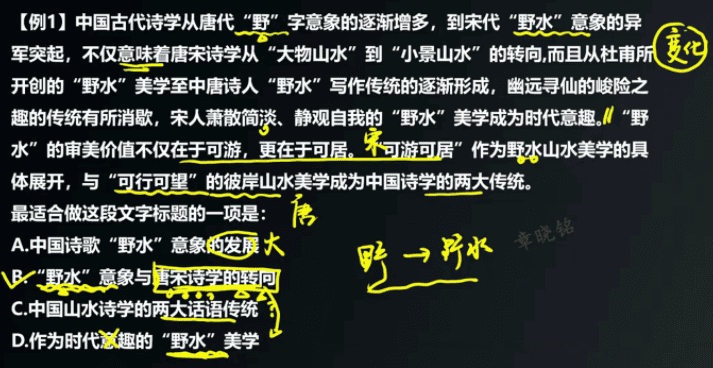 【例1】中国古代诗学从唐代“野”字意象的逐渐增多，到宋代“野水”意象的异
军突起，不仅意味着唐宋诗学从“大物山水”到“小景山水”的转向,而且从杜甫所
变化
开创的“野水”美学至中唐诗人“野水”写作传统的逐渐形成，幽远寻仙的峻险之
趣的传统有所消歇，宋人萧散简淡、静观自我的“野水”美学成为时代意趣。“野
水”的审美价值不仅在于可游，更在于可居。“可游可居”作为野水山水美学的具
宋
体展开，与“可行可望”的彼岸山水美学成为中国诗学的两大传统。
最适合做这段文字标题的一项是：
唐
A.中国诗歌“野水”意象的发展
大
B.“野水”意象与唐宋诗学的转向
野→野水
章晓铭
C.中国山水诗学的两大话语传统
D.作为时代意趣的“野水”美学